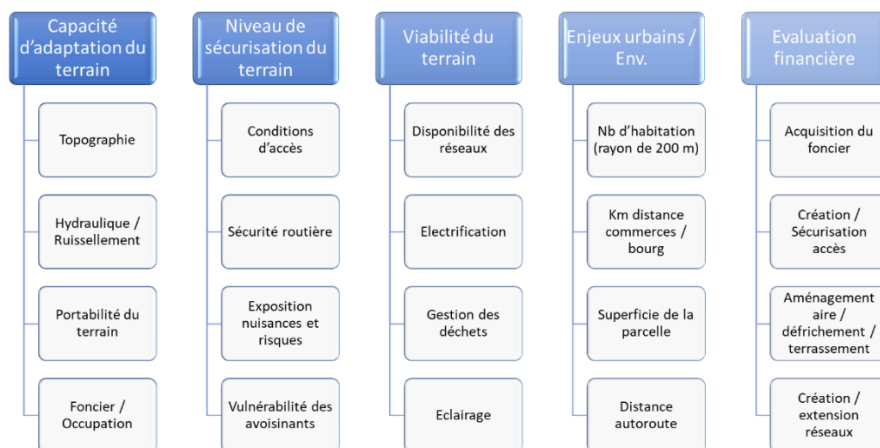 Capacité
d’adaptation du
terrain
Topographie
Hydraulique /
Ruissellement
Portabilité du
terrain
Foncier /
Occupation
Niveau de
sécurisation du
terrain
Conditions
d’accès
Sécurité routière
Exposition
nuisances et
risques
Vulnérabilité des
avoisinants
Viabilité du
terrain
Disponibilité des
réseaux
Electrification
Gestion des
déchets
Eclairage
Enjeux urbains /
Env.
Nb d’habitation
(rayon de 200 m)
Km distance
commerces /
bourg
Superficie de la
parcelle
Distance
autoroute
Evaluation
financière
Acquisition du
foncier
Création /
Sécurisation
accès
Aménagement
aire /
défrichement /
terrassement
Création /
extension
réseaux